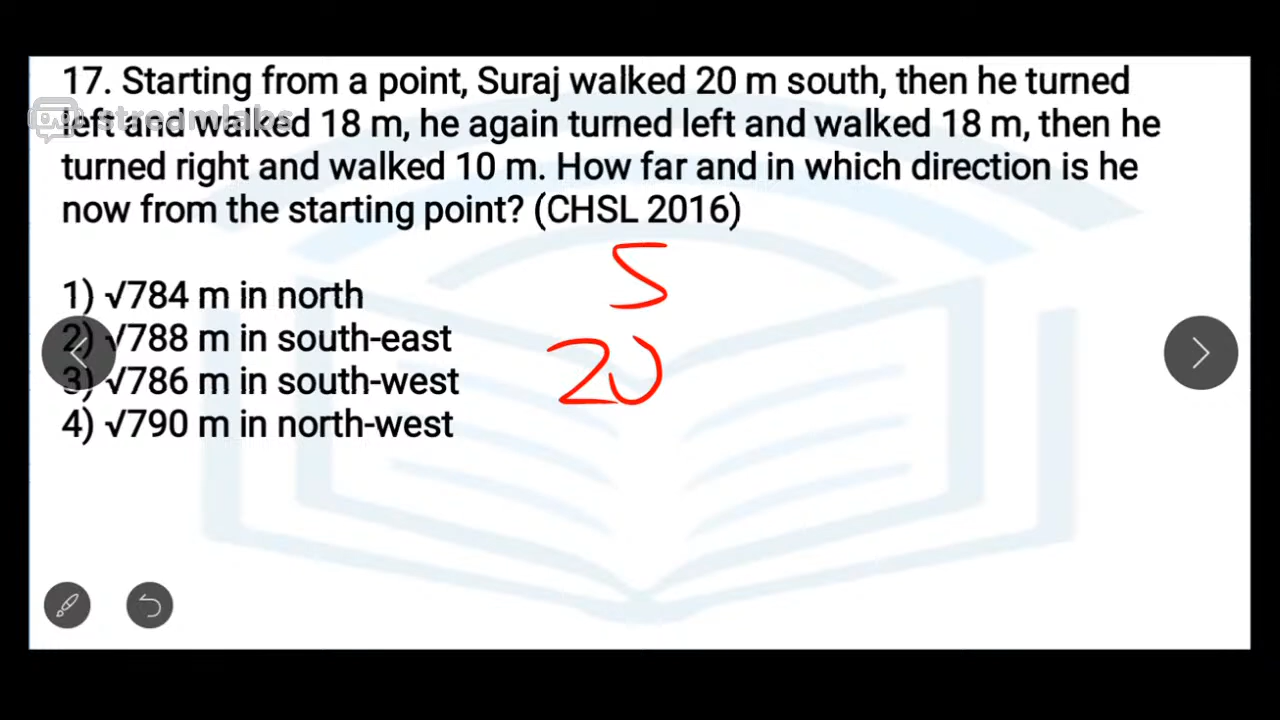 17. Starting from a point, Suraj walked 20 m south, then he turned
streamlabs
left and walked 18 m, he again turned left and walked 18 m, then he
turned right and walked 10 m. How far and in which direction is he
now from the starting point? (CHSL 2016)
S
1) √784 m in north
20
2) √788 m in south-east
3) √786 m in south-west
4) √790 m in north-west